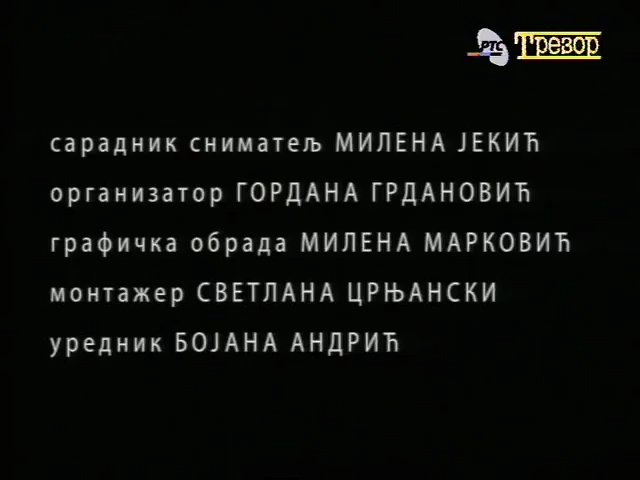 РТС Трезор
сарадник сниматељ МИЛЕНА ЈЕКИЋ
организатор ГОРДАНА ГРДАНОВИЋ
графичка обрада МИЛЕНА МАРКОВИЋ
монтажер СВЕТЛАНА ЦРЊАНСКИ
уредник БОЈАНА АНДРИЋ